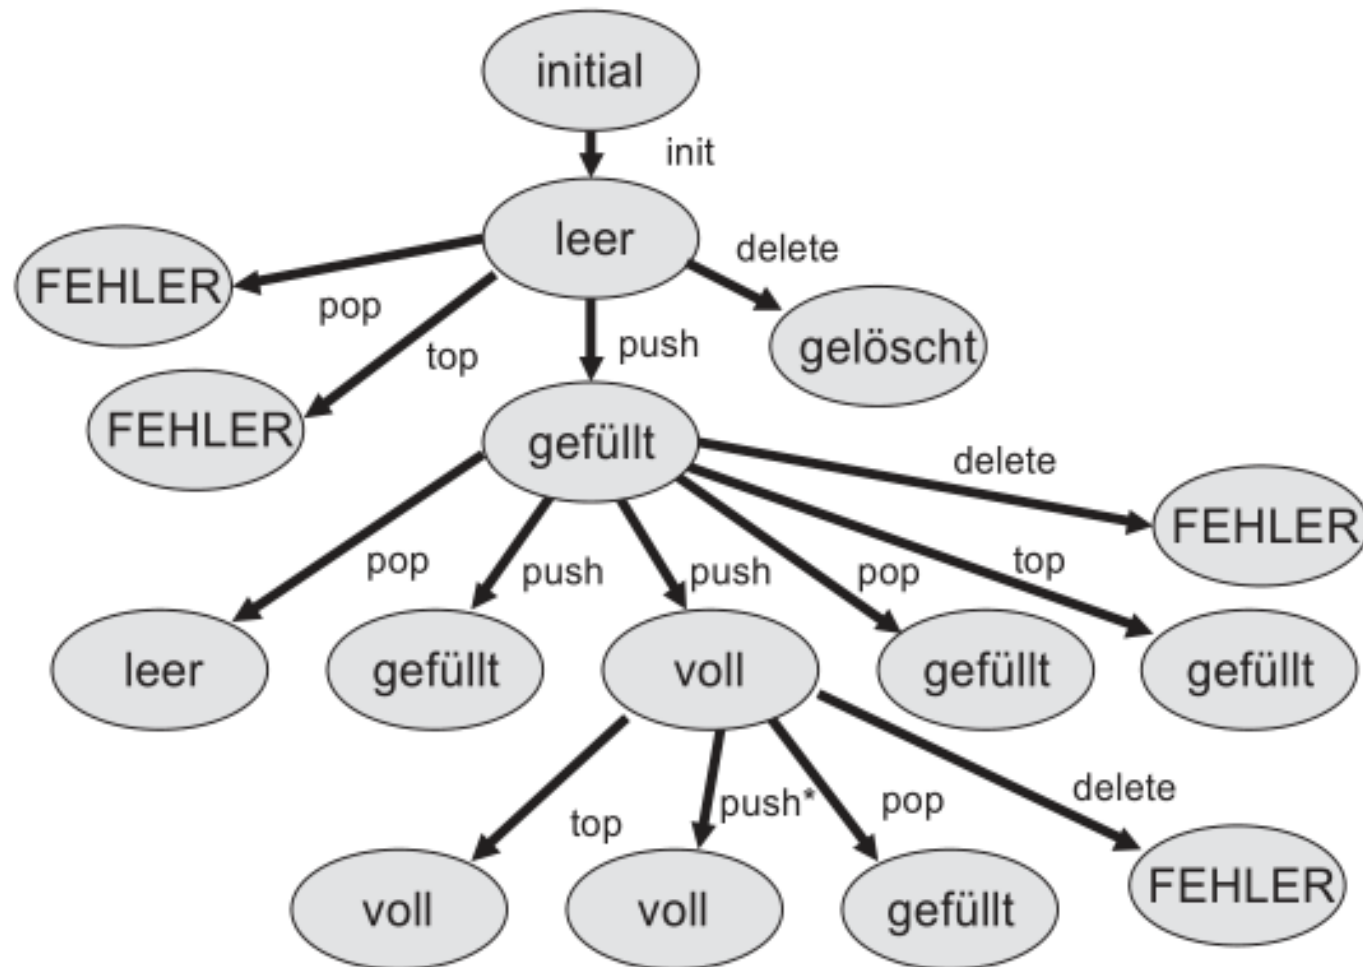 initial
init
leer
delete
FEHLER
pop
gelöscht
top
push
FEHLER
gefüllt
delete
FEHLER
pop
push
push
pop
top
leer
gefüllt
voll
gefüllt
gefüllt
top
push*
pop
delete
voll
voll
gefüllt
FEHLER